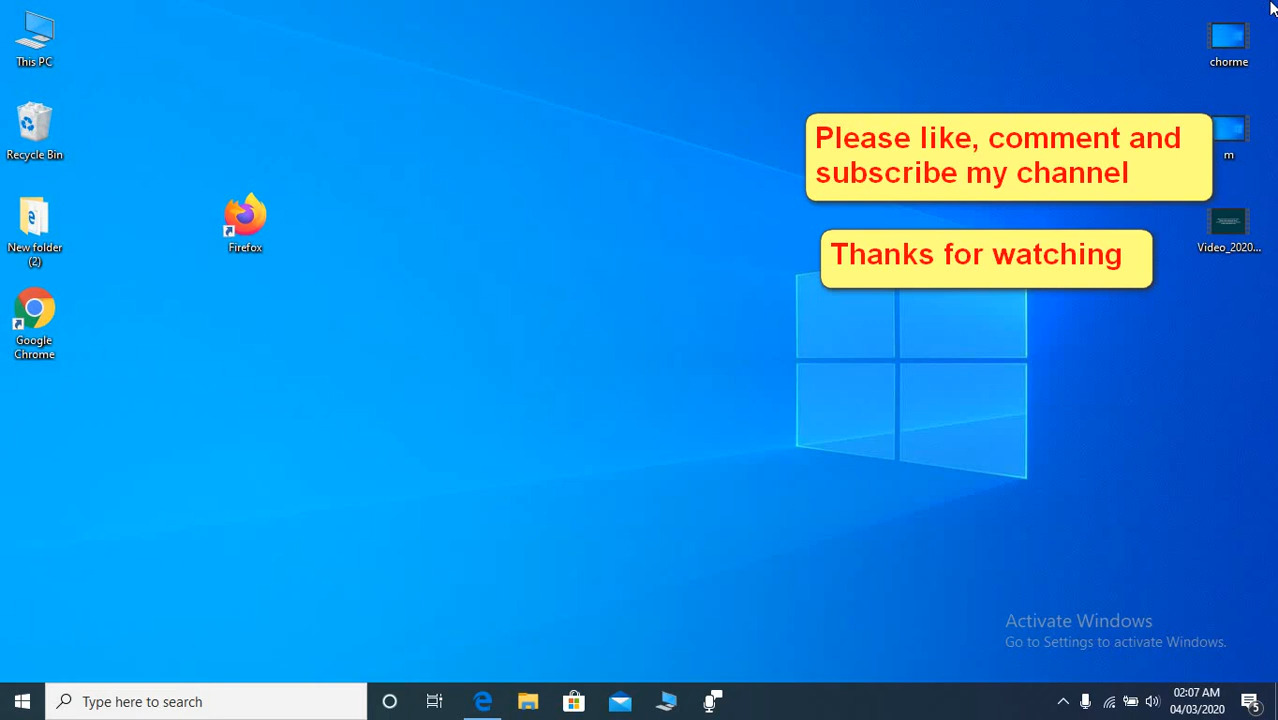 This PC
Recycle Bin
New folder
(2)
Google
Chrome
Firefox
chorme
m
Video_2020...
Please like, comment and
subscribe my channel
Thanks for watching
Activate Windows
Go to Settings to activate Windows.
Type here to search
02:07 AM
04/03/2020
5